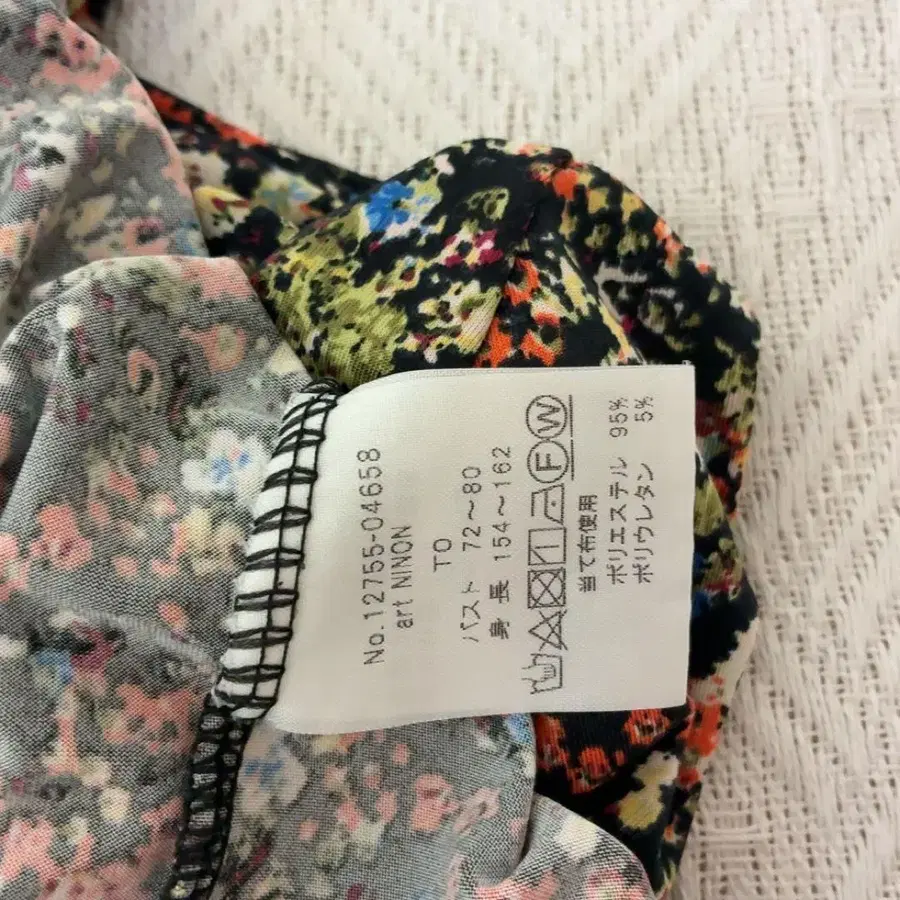 No.12755-04658
art NINON
TO
バスト 72～80
身長 154～162
F W
当て布使用
ポリエステル 95%
ポリウレタン 5%